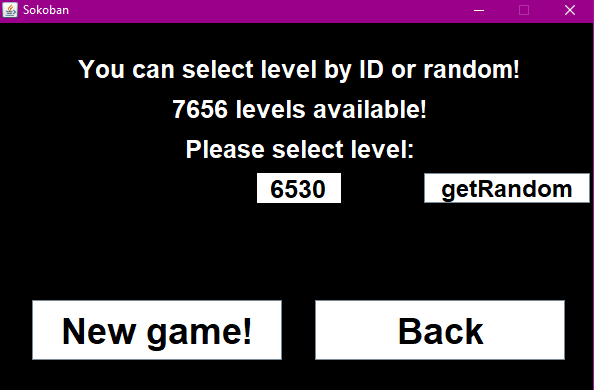 Sokoban
You can select level by ID or random!
7656 levels available!
Please select level:
6530 getRandom
New game! Back